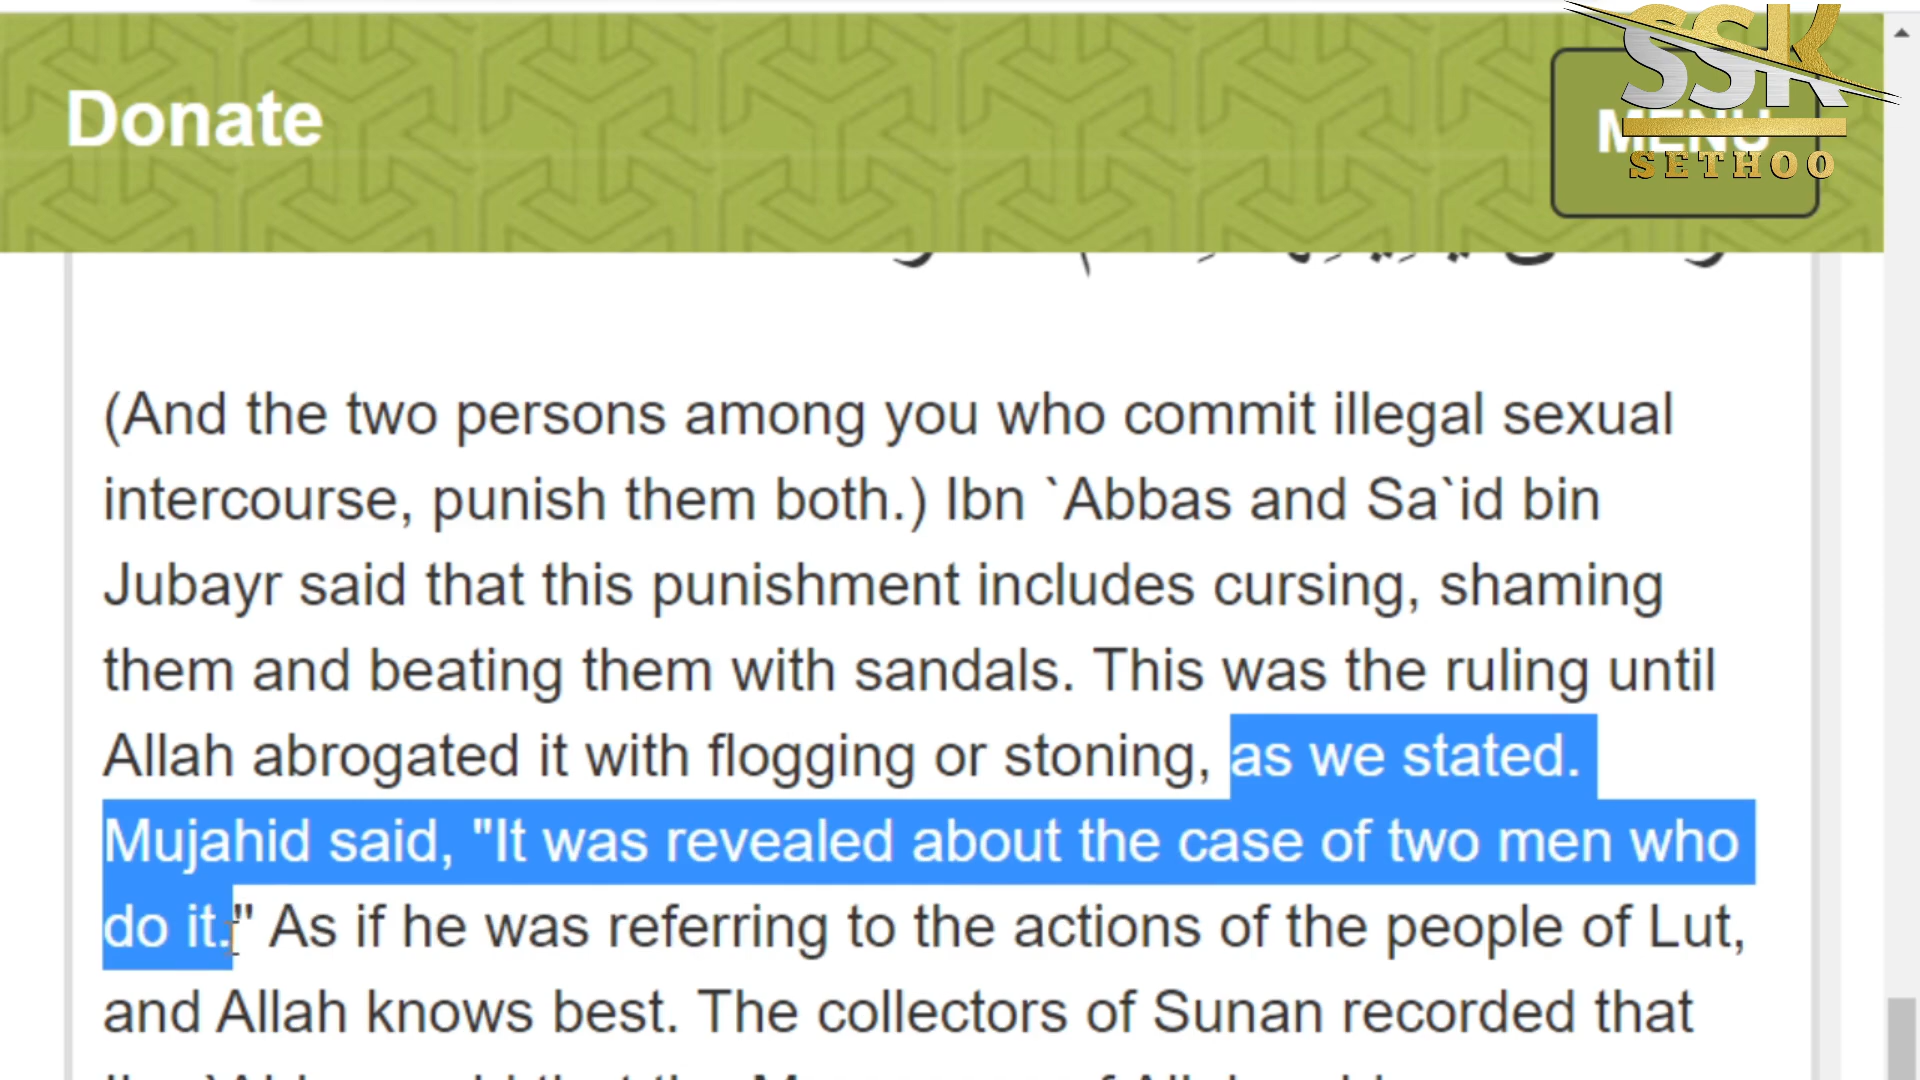 Donate
MENU
SSK
SETHOO
(And the two persons among you who commit illegal sexual
intercourse, punish them both.) Ibn `Abbas and Sa`id bin
Jubayr said that this punishment includes cursing, shaming
them and beating them with sandals. This was the ruling until
Allah abrogated it with flogging or stoning, as we stated.
Mujahid said, "It was revealed about the case of two men who
do it." As if he was referring to the actions of the people of Lut,
and Allah knows best. The collectors of Sunan recorded that